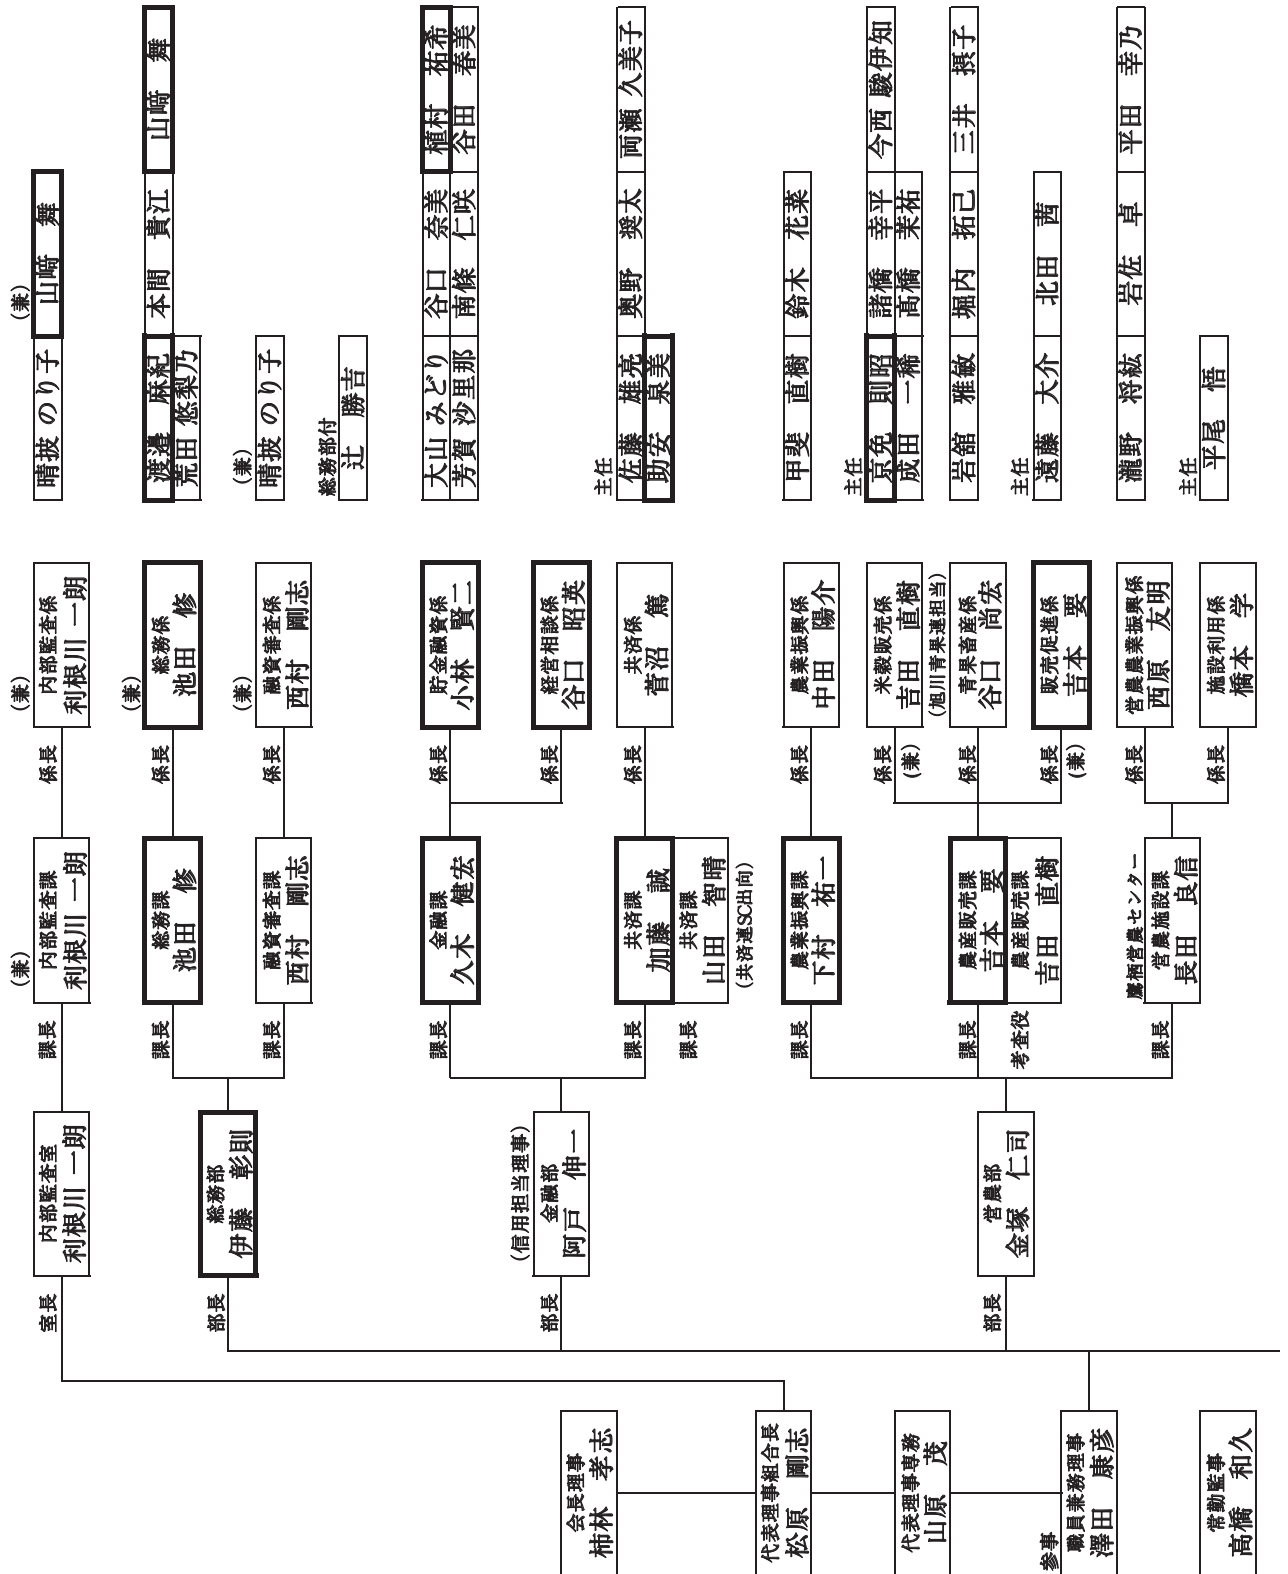 会長理事
柿林　孝志
代表理事組合長
松原　剛志
代表理事専務
山原　茂
参事
職員兼務理事
澤田　康彦
常勤監事
髙橋　和久
室長
内部監査室
利根川 一朗
課長
(兼)
内部監査課
利根川 一朗
係長
(兼)
内部監査係
利根川 一朗
晴披 のり子
(兼)
山﨑　舞
部長
総務部
伊藤　彰則
課長
総務課
池田　修
係長
(兼)
総務係
池田　修
渡邉　麻紀
本間　貴江
山﨑　舞
荒田 悠梨乃
課長
融資審査課
西村　剛志
係長
(兼)
融資審査係
西村　剛志
(兼)
晴披 のり子
総務部付
辻　勝吉
部長
(信用担当理事)
金融部
阿戸　伸一
課長
金融課
久木　健宏
係長
貯金融資係
小林　賢二
大山 みどり
谷口　奈美
植村　祐希
芳賀 沙里那
南條　仁咲
谷田　春美
係長
経営相談係
谷口　昭英
課長
共済課
加藤　誠
課長
共済課
山田　智晴
(共済連SC出向)
係長
共済係
菅沼　篤
主任
佐藤　雄亮
奥野　奨太
両瀬 久美子
助安　泉美
部長
営農部
金塚　仁司
課長
農業振興課
下村　祐一
係長
農業振興係
中田　陽介
甲斐　直樹
鈴木　花菜
課長
農産販売課
吉本　要
考査役
農産販売課
吉田　直樹
係長
(兼)
米穀販売係
吉田　直樹
(旭川青果連担当)
主任
京免　則昭
諸橋　幸平
今西 駿伊知
成田　一稀
髙橋　茉祐
係長
青果畜産係
谷口　尚宏
岩舘　雅敏
堀内　拓己
三井　摂子
係長
(兼)
販売促進係
吉本　要
主任
遠藤　大介
北田　茜
課長
鷹栖営農センター
営農施設課
長田　良信
係長
営農農業振興係
西原　友明
瀧野　将紘
岩佐　卓
平田　幸乃
係長
施設利用係
橋本　学
主任
平尾　悟